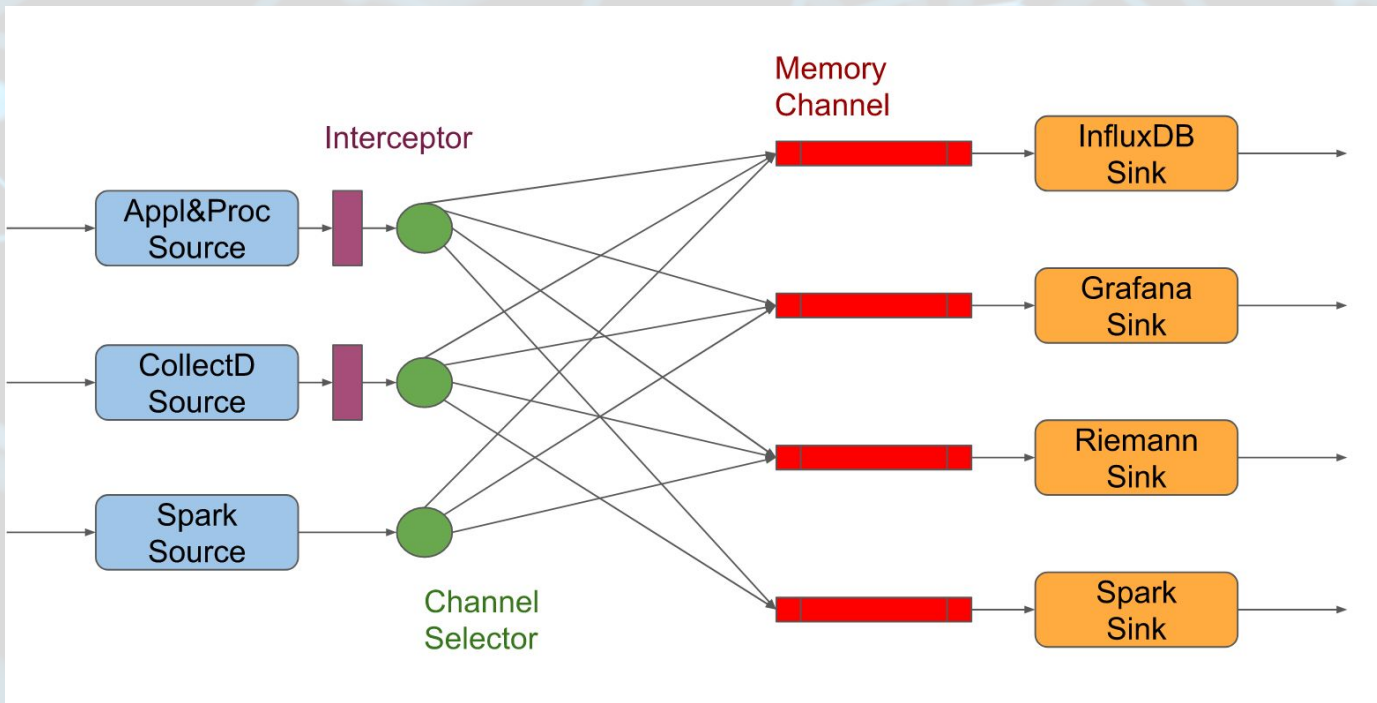 Memory
Channel
Interceptor
InfluxDB
Sink
Appl&Proc
Source
Grafana
Sink
CollectD
Source
Riemann
Sink
Spark
Source
Channel
Selector
Spark
Sink